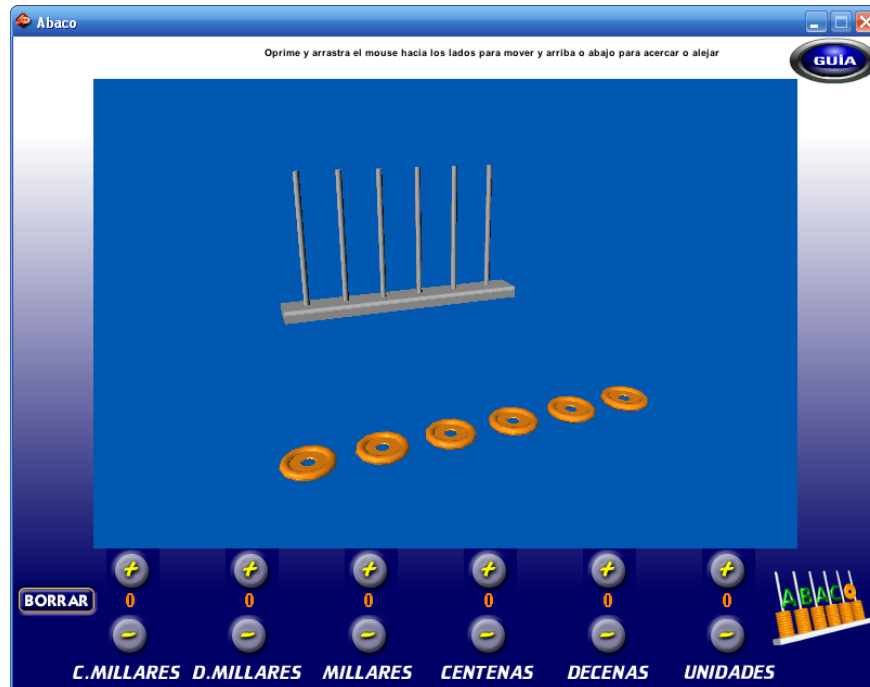 Abaco
Oprime y arrastra el mouse hacia los lados para mover y arriba o abajo para acercar o alejar
GUÍA
+ + + + + +
BORRAR 0 0 0 0 0 0
ABACO
- - - - - -
C.MILLARES D.MILLARES MILLARES CENTENAS DECENAS UNIDADES